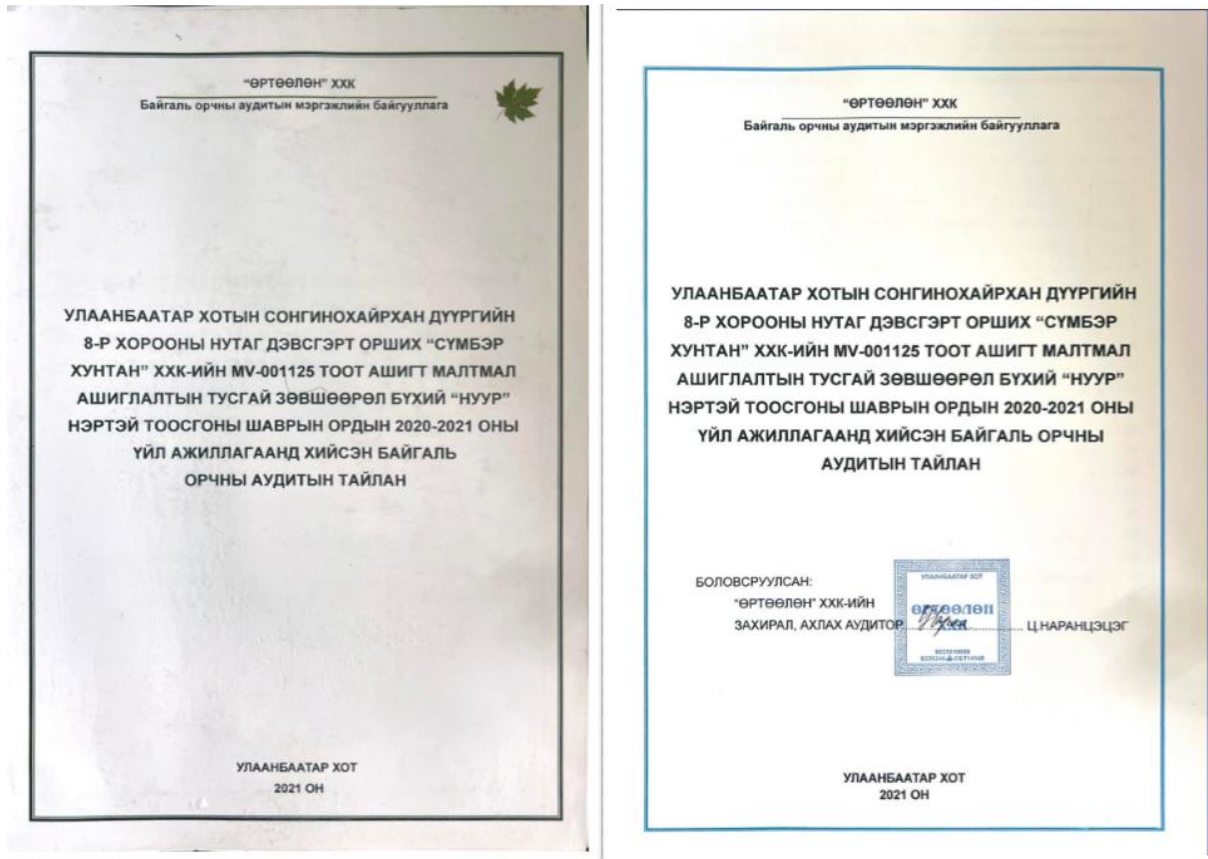 “ӨРТӨӨЛӨН” ХХК
Байгаль орчны аудитын мэргэжлийн байгууллага
УЛААНБААТАР ХОТЫН СОНГИНОХАЙРХАН ДҮҮРГИЙН
8-Р ХОРООНЫ НУТАГ ДЭВСГЭРТ ОРШИХ “СҮМБЭР
ХУНТАН” ХХК-ИЙН MV-001125 ТООТ АШИГТ МАЛТМАЛ
АШИГЛАЛТЫН ТУСГАЙ ЗӨВШӨӨРӨЛ БҮХИЙ “НУУР”
НЭРТЭЙ ТООСГОНЫ ШАВРЫН ОРДЫН 2020-2021 ОНЫ
ҮЙЛ АЖИЛЛАГААНД ХИЙСЭН БАЙГАЛЬ
ОРЧНЫ АУДИТЫН ТАЙЛАН
УЛААНБААТАР ХОТ
2021 ОН
“ӨРТӨӨЛӨН” ХХК
Байгаль орчны аудитын мэргэжлийн байгууллага
УЛААНБААТАР ХОТЫН СОНГИНОХАЙРХАН ДҮҮРГИЙН
8-Р ХОРООНЫ НУТАГ ДЭВСГЭРТ ОРШИХ “СҮМБЭР
ХУНТАН” ХХК-ИЙН MV-001125 ТООТ АШИГТ МАЛТМАЛ
АШИГЛАЛТЫН ТУСГАЙ ЗӨВШӨӨРӨЛ БҮХИЙ “НУУР”
НЭРТЭЙ ТООСГОНЫ ШАВРЫН ОРДЫН 2020-2021 ОНЫ
ҮЙЛ АЖИЛЛАГААНД ХИЙСЭН БАЙГАЛЬ ОРЧНЫ
АУДИТЫН ТАЙЛАН
БОЛОВСРУУЛСАН:
“ӨРТӨӨЛӨН” ХХК-ИЙН
ЗАХИРАЛ, АХЛАХ АУДИТОР Ц.НАРАНЦЭЦЭГ
УЛААНБААТАР ХОТ
ӨРТӨӨЛӨН
ХХК
УЛААНБААТАР ХОТ
2021 ОН